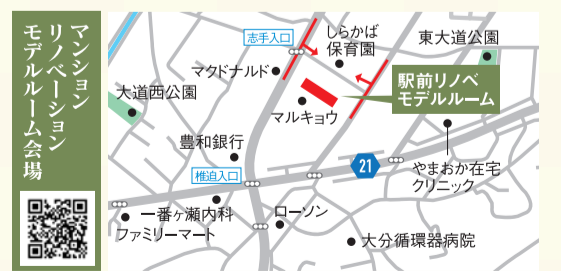 マンション
リノベーション
モデルルーム会場
志手入口
しらかば
保育園
東大道公園
マクドナルド
大道西公園
駅前リノベ
モデルルーム
マルキョウ
豊和銀行
21
やまおか在宅
クリニック
椎迫入口
一番ヶ瀬内科
ローソン
ファミリーマート
大分循環器病院